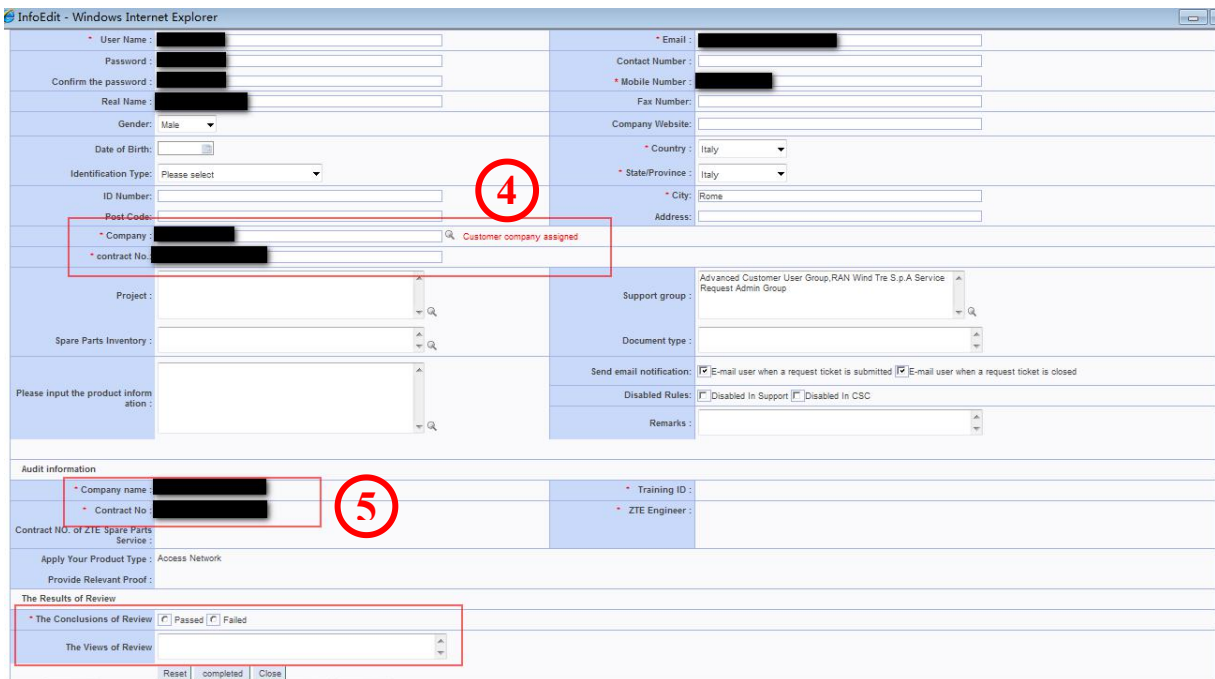 InfoEdit - Windows Internet Explorer
* User Name : * Email :
Password : Contact Number :
Confirm the password : * Mobile Number :
Real Name : Fax Number:
Gender: Male Company Website:
Date of Birth: * Country : Italy
Identification Type: Please select * State/Province : Italy
ID Number: * City: Rome
4
Post Code: Address:
* Company : Customer company assigned
* contract No.:
Project : Support group : Advanced Customer User Group,RAN Wind Tre S.p.A Service
Request Admin Group
Spare Parts Inventory : Document type :
Please input the product inform
ation :
Send email notification: E-mail user when a request ticket is submitted E-mail user when a request ticket is closed
Disabled Rules: Disabled In Support Disabled In CSC
Remarks :
Audit information
* Company name : * Training ID :
5
* Contract No : * ZTE Engineer :
Contract NO. of ZTE Spare Parts
Service :
Apply Your Product Type : Access Network
Provide Relevant Proof :
The Results of Review
* The Conclusions of Review Passed Failed
The Views of Review
Reset completed Close